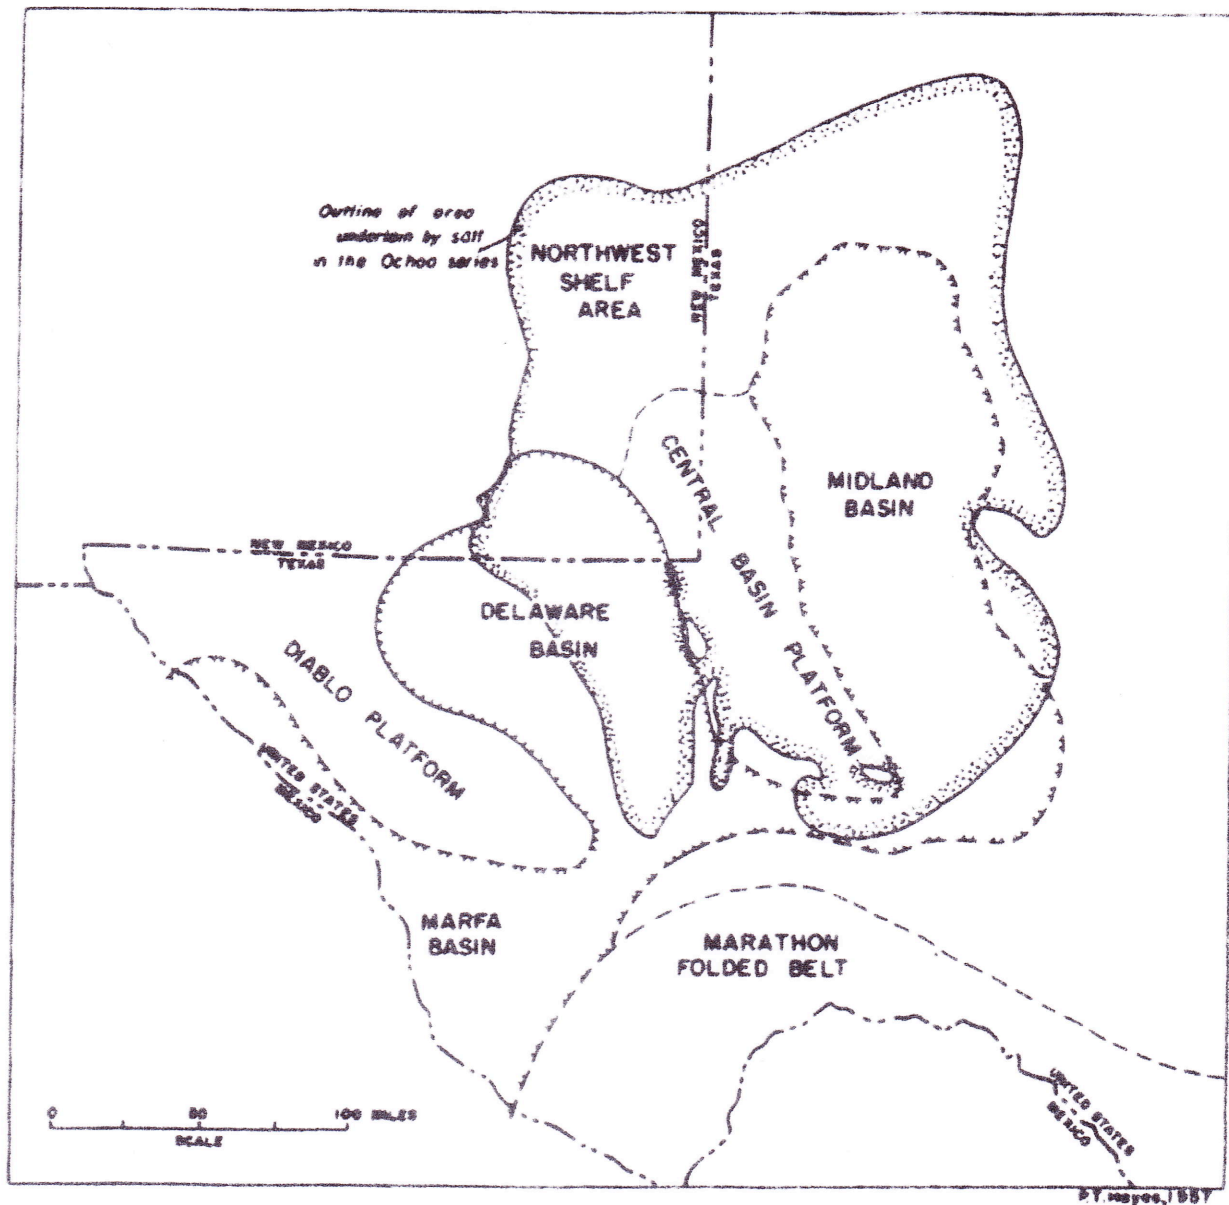 Outline of area
underlain by salt
in the Ochoa series
NORTHWEST
SHELF
AREA
NEW MEXICO
TEXAS
CENTRAL BASIN PLATFORM
MIDLAND
BASIN
NEW MEXICO
TEXAS
DELAWARE
BASIN
DIABLO PLATFORM
UNITED STATES
MEXICO
MARFA
BASIN
MARATHON
FOLDED BELT
0 50 100 MILES
SCALE
UNITED STATES
MEXICO
P.T. Hayes, 1957